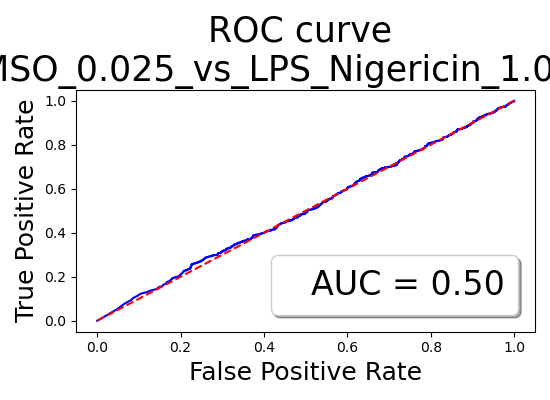 ROC curve
MSO_0.025_vs_LPS_Nigericin_1.0
True Positive Rate
1.0
0.8
0.6
0.4
0.2
0.0
AUC = 0.50
0.0 0.2 0.4 0.6 0.8 1.0
False Positive Rate